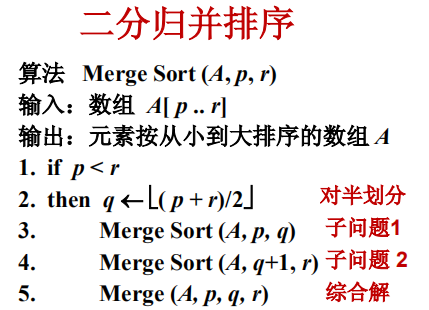 二分归并排序
算法 Merge Sort (A, p, r)
输入：数组 A[ p .. r]
输出：元素按从小到大排序的数组 A
1. if p < r
2. then q ←⌊( p + r)/2⌋ 对半划分
3. Merge Sort (A, p, q) 子问题1
4. Merge Sort (A, q+1, r) 子问题 2
5. Merge (A, p, q, r) 综合解